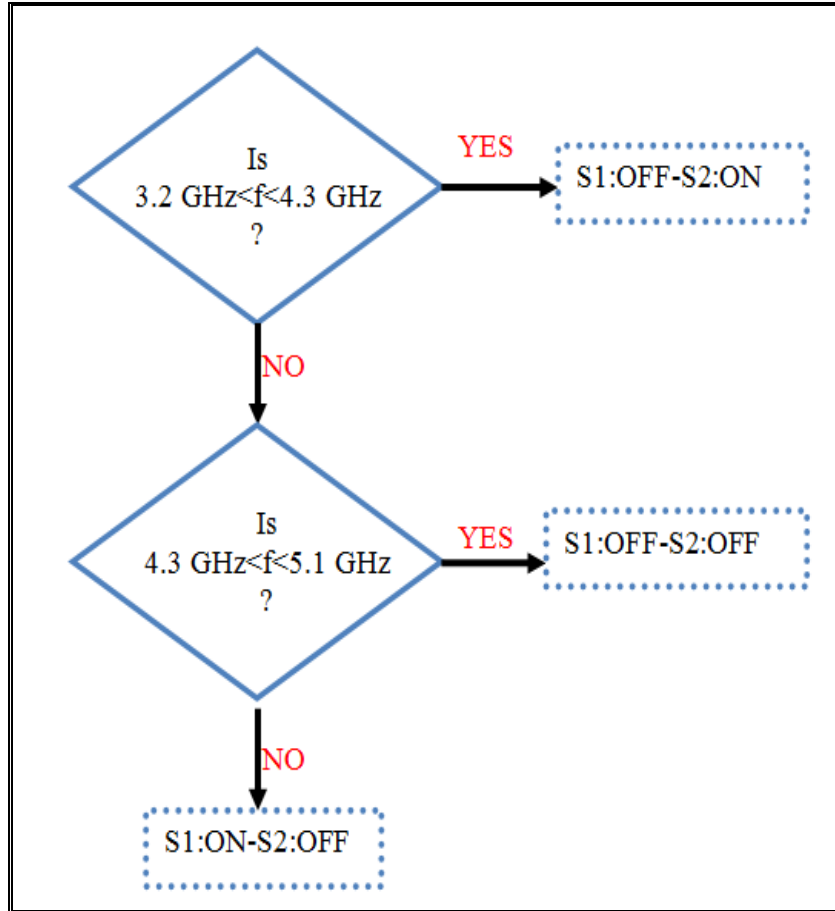 Is
3.2 GHz<f<4.3 GHz
?
YES
S1:OFF-S2:ON
NO
Is
4.3 GHz<f<5.1 GHz
?
YES
S1:OFF-S2:OFF
NO
S1:ON-S2:OFF